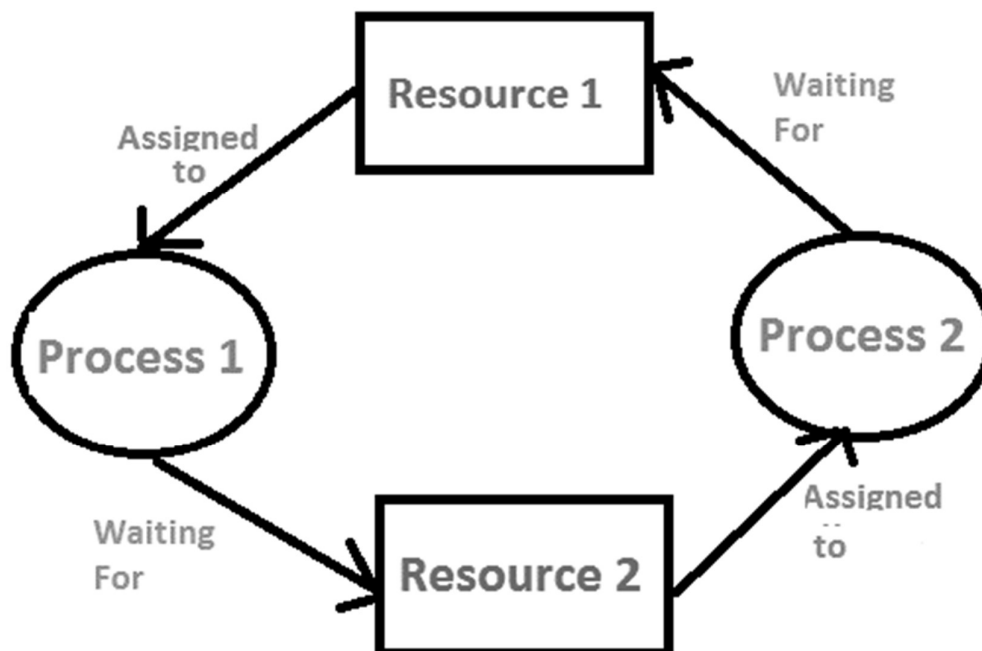 Resource 1
Waiting
For
Assigned
to
Process 1
Process 2
Waiting
For
Resource 2
Assigned
to